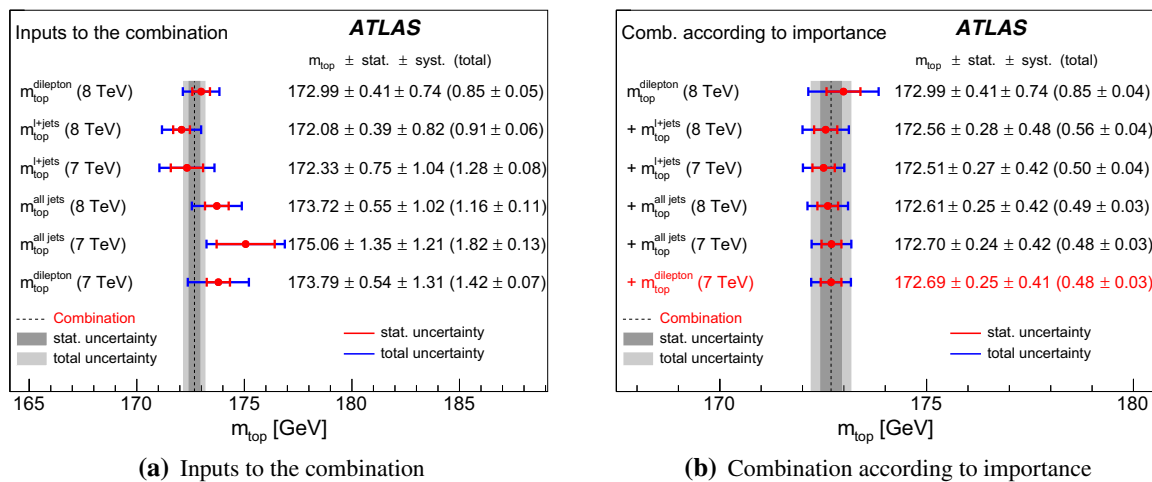 Inputs to the combination ATLAS
m_top ± stat. ± syst. (total)
m_top^dilepton (8 TeV) 172.99 ± 0.41 ± 0.74 (0.85 ± 0.05)
m_top^l+jets (8 TeV) 172.08 ± 0.39 ± 0.82 (0.91 ± 0.06)
m_top^l+jets (7 TeV) 172.33 ± 0.75 ± 1.04 (1.28 ± 0.08)
m_top^all jets (8 TeV) 173.72 ± 0.55 ± 1.02 (1.16 ± 0.11)
m_top^all jets (7 TeV) 175.06 ± 1.35 ± 1.21 (1.82 ± 0.13)
m_top^dilepton (7 TeV) 173.79 ± 0.54 ± 1.31 (1.42 ± 0.07)
Combination
stat. uncertainty stat. uncertainty
total uncertainty total uncertainty
165 170 175 180 185
m_top [GeV]
(a) Inputs to the combination
Comb. according to importance ATLAS
m_top ± stat. ± syst. (total)
m_top^dilepton (8 TeV) 172.99 ± 0.41 ± 0.74 (0.85 ± 0.04)
+ m_top^l+jets (8 TeV) 172.56 ± 0.28 ± 0.48 (0.56 ± 0.04)
+ m_top^l+jets (7 TeV) 172.51 ± 0.27 ± 0.42 (0.50 ± 0.04)
+ m_top^all jets (8 TeV) 172.61 ± 0.25 ± 0.42 (0.49 ± 0.03)
+ m_top^all jets (7 TeV) 172.70 ± 0.24 ± 0.42 (0.48 ± 0.03)
+ m_top^dilepton (7 TeV) 172.69 ± 0.25 ± 0.41 (0.48 ± 0.03)
Combination
stat. uncertainty stat. uncertainty
total uncertainty total uncertainty
170 175 180
m_top [GeV]
(b) Combination according to importance